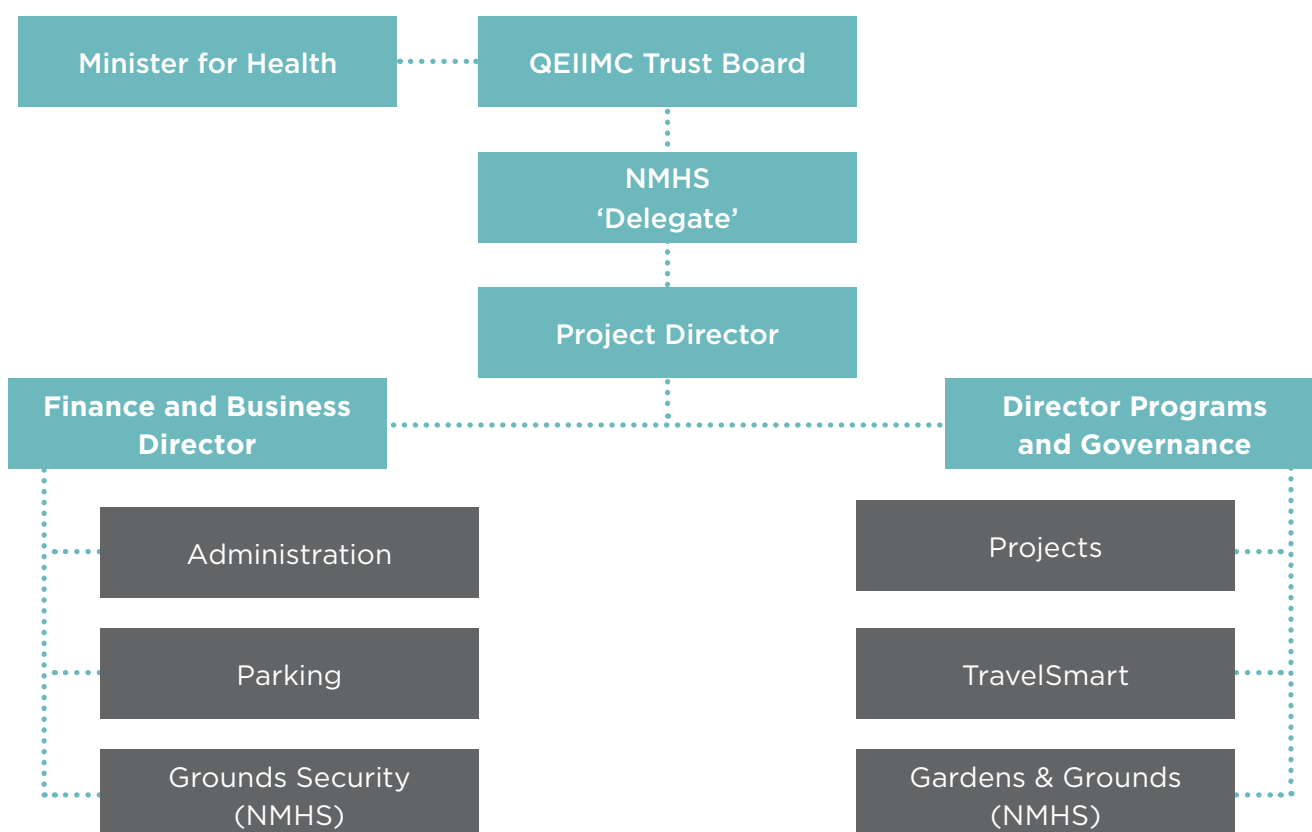 Minister for Health
QEIIMC Trust Board
NMHS
‘Delegate’
Project Director
Finance and Business
Director
Director Programs
and Governance
Administration
Projects
Parking
TravelSmart
Grounds Security
(NMHS)
Gardens & Grounds
(NMHS)